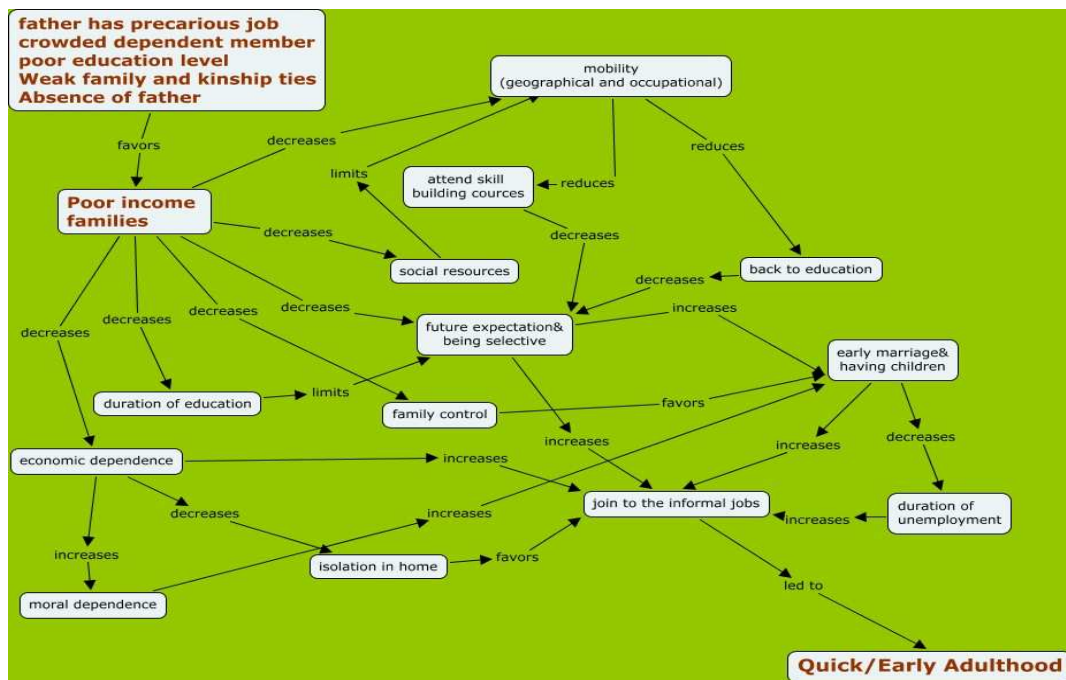 father has precarious job
crowded dependent member
poor education level
Weak family and kinship ties
Absence of father
mobility
(geographical and occupational)
decreases
favors
reduces
limits
attend skill
building cources
reduces
Poor income
families
decreases
decreases
social resources
back to education
decreases
decreases
decreases
increases
decreases
decreases
future expectation&
being selective
early marriage&
having children
duration of education
limits
family control
favors
increases
increases
decreases
economic dependence
increases
join to the informal jobs
duration of
unemployment
decreases
increases
increases
increases
isolation in home
favors
moral dependence
led to
Quick/Early Adulthood